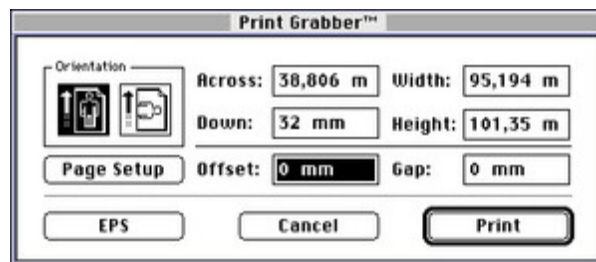 Print Grabber™
Orientation
Across: 38,806 m Width: 95,194 m
Down: 32 mm Height: 101,35 m
Page Setup Offset: 0 mm Gap: 0 mm
EPS Cancel Print